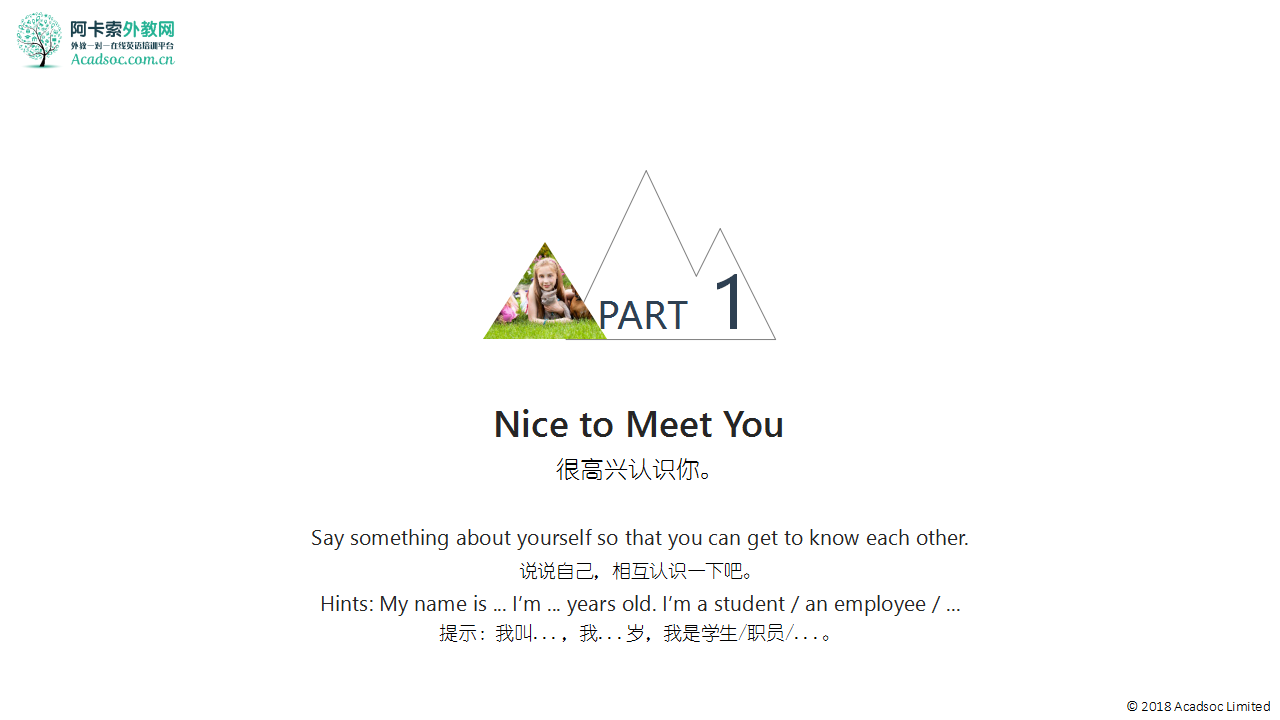 阿卡索外教网
外教一对一在线英语培训平台
Acadsoc.com.cn
PART 1
Nice to Meet You
很高兴认识你。
Say something about yourself so that you can get to know each other.
说说自己，相互认识一下吧。
Hints: My name is ... I’m ... years old. I’m a student / an employee / ...
提示：我叫...，我...岁，我是学生/职员/...。
© 2018 Acadsoc Limited